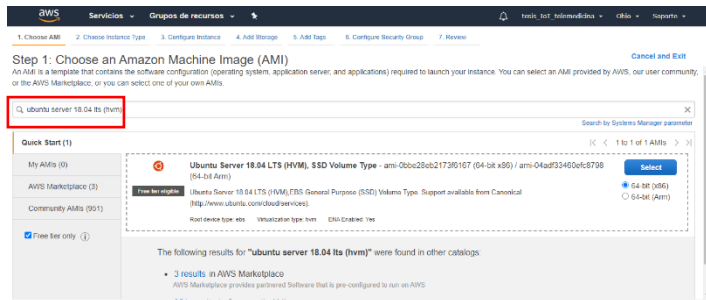 aws Servicios Grupos de recursos tesis_IoT_telemedicina Ohio Soporte
1. Choose AMI 2. Choose Instance Type 3. Configure Instance 4. Add Storage 5. Add Tags 6. Configure Security Group 7. Review
Step 1: Choose an Amazon Machine Image (AMI) Cancel and Exit
An AMI is a template that contains the software configuration (operating system, application server, and applications) required to launch your instance. You can select an AMI provided by AWS, our user community,
or the AWS Marketplace; or you can select one of your own AMIs.
ubuntu server 18.04 lts (hvm)
Search by Systems Manager parameter
Quick Start (1) 1 to 1 of 1 AMIs
My AMIs (0)
AWS Marketplace (3)
Community AMIs (951)
Free tier only
Ubuntu Server 18.04 LTS (HVM), SSD Volume Type - ami-0bbe28eb2173f6167 (64-bit x86) / ami-04adf33460efc8798
(64-bit Arm)
Free tier eligible
Ubuntu Server 18.04 LTS (HVM),EBS General Purpose (SSD) Volume Type. Support available from Canonical
(http://www.ubuntu.com/cloud/services).
Root device type: ebs Virtualization type: hvm ENA Enabled: Yes
Select
64-bit (x86)
64-bit (Arm)
The following results for "ubuntu server 18.04 lts (hvm)" were found in other catalogs:
• 3 results in AWS Marketplace
AWS Marketplace provides partnered Software that is pre-configured to run on AWS